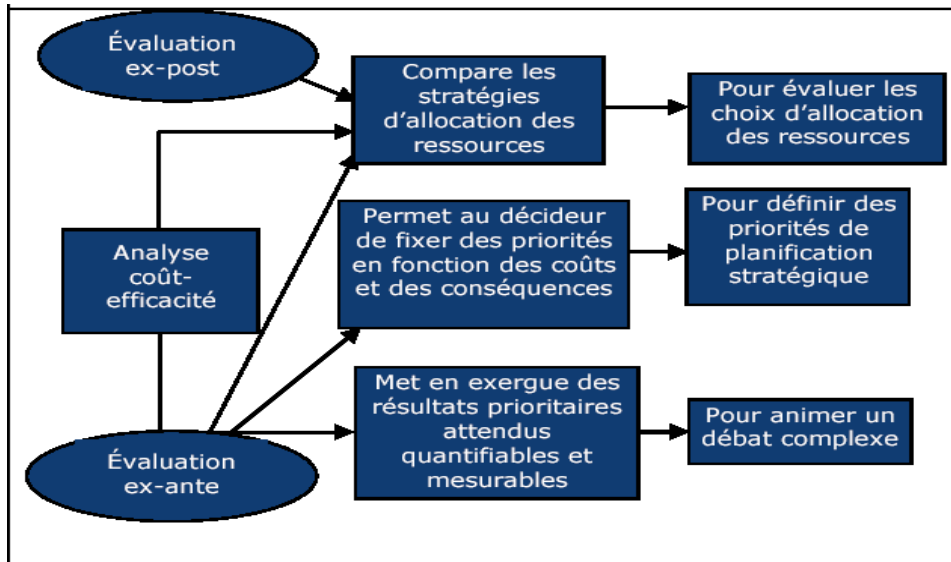 Évaluation
ex-post
Compare les
stratégies
d'allocation des
ressources
Pour évaluer les
choix d'allocation
des ressources
Analyse
coût-
efficacité
Permet au décideur
de fixer des priorités
en fonction des coûts
et des conséquences
Pour définir des
priorités de
planification
stratégique
Évaluation
ex-ante
Met en exergue des
résultats prioritaires
attendus
quantifiables et
mesurables
Pour animer un
débat complexe